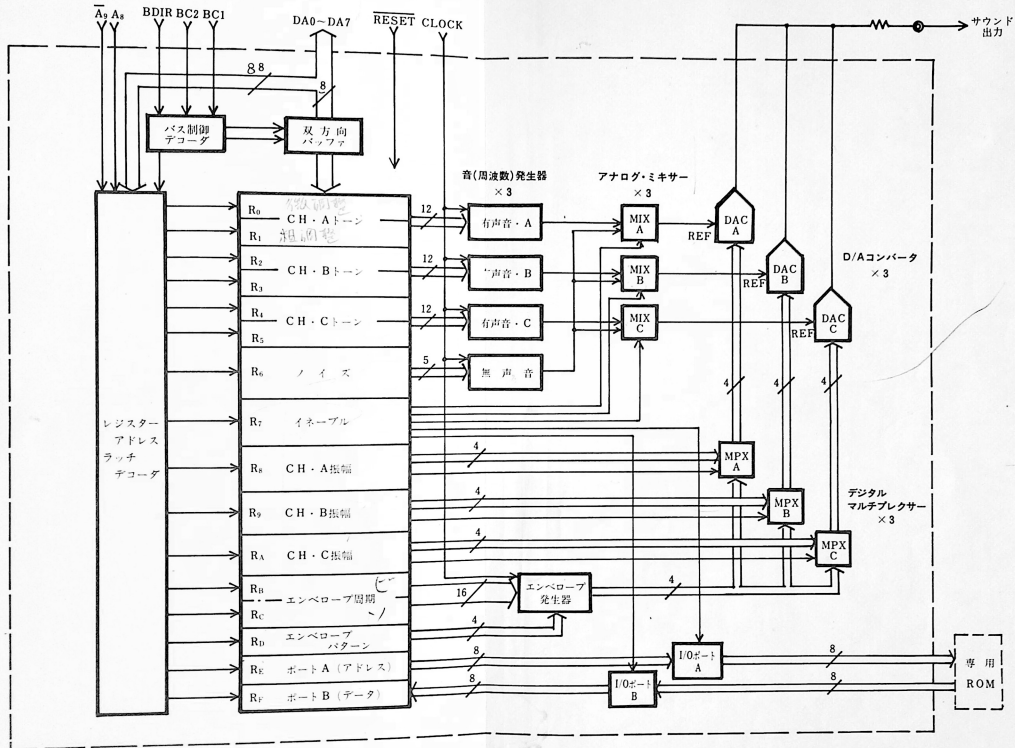 A̅9 A8
BDIR BC2 BC1
DA0～DA7
R̅E̅S̅E̅T̅ CLOCK
サウンド
出力
8 8
8
バス制御
デコーダ
双方向
バッファ
音(周波数)発生器
×3
アナログ・ミキサー
×3
R0
微調整
CH・Aトーン
R1
粗調整
12
有声音・A
MIX
A
REF
DAC
A
R2
CH・Bトーン
R3
12
声音・B
MIX
B
REF
DAC
B
D/Aコンバータ
×3
R4
CH・Cトーン
R5
12
有声音・C
MIX
C
REF
DAC
C
R6
ノイズ
5
無声音
4
4
4
レジスター
アドレス
ラッチ
デコーダ
R7
イネーブル
R8
CH・A振幅
4
MPX
A
R9
CH・B振幅
4
MPX
B
デジタル
マルチプレクサー
×3
RA
CH・C振幅
4
MPX
C
RB
エンベロープ周期
RC
16
エンベロープ
発生器
4
RD
エンベロープ
パターン
4
RE
ポートA(アドレス)
8
I/Oポート
A
8
RF
ポートB(データ)
8
I/Oポート
B
8
専用
ROM